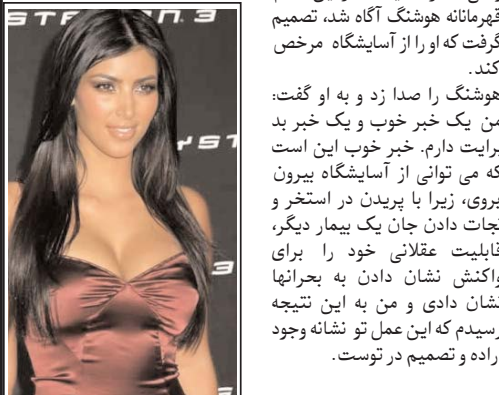 قهرمانانه هوشنگ آگاه شد، تصمیم
گرفت که او را از آسایشگاه مرخص
کند.
هوشنگ را صدا زد و به او گفت:
من یک خبر خوب و یک خبر بد
برایت دارم. خبر خوب این است
که می توانی از آسایشگاه بیرون
بروی، زیرا با پریدن در استخر و
نجات دادن جان یک بیمار دیگر،
قابلیت عقلانی خود را برای
واکنش نشان دادن به بحرانها
نشان دادی و من به این نتیجه
رسیدم که این عمل تو نشانه وجود
اراده و تصمیم در توست.
3
YST
3